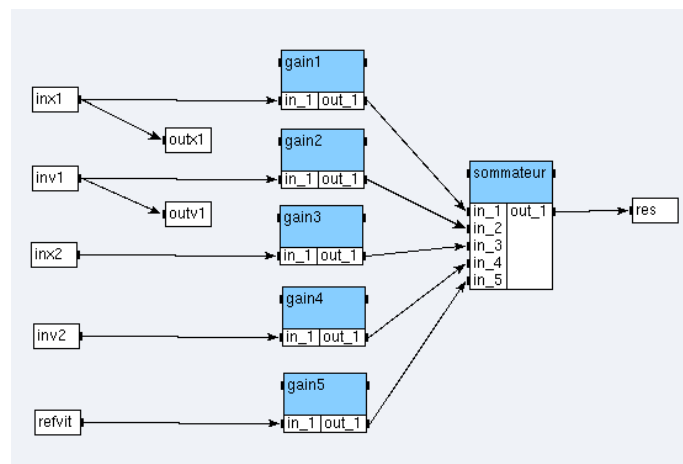 gain1
inx1
in_1 out_1
outx1
gain2
inv1
in_1 out_1
sommateur
outv1
gain3
in_1 out_1
res
in_2
inx2
in_1 out_1
in_3
in_4
in_5
gain4
inv2
in_1 out_1
gain5
refvit
in_1 out_1